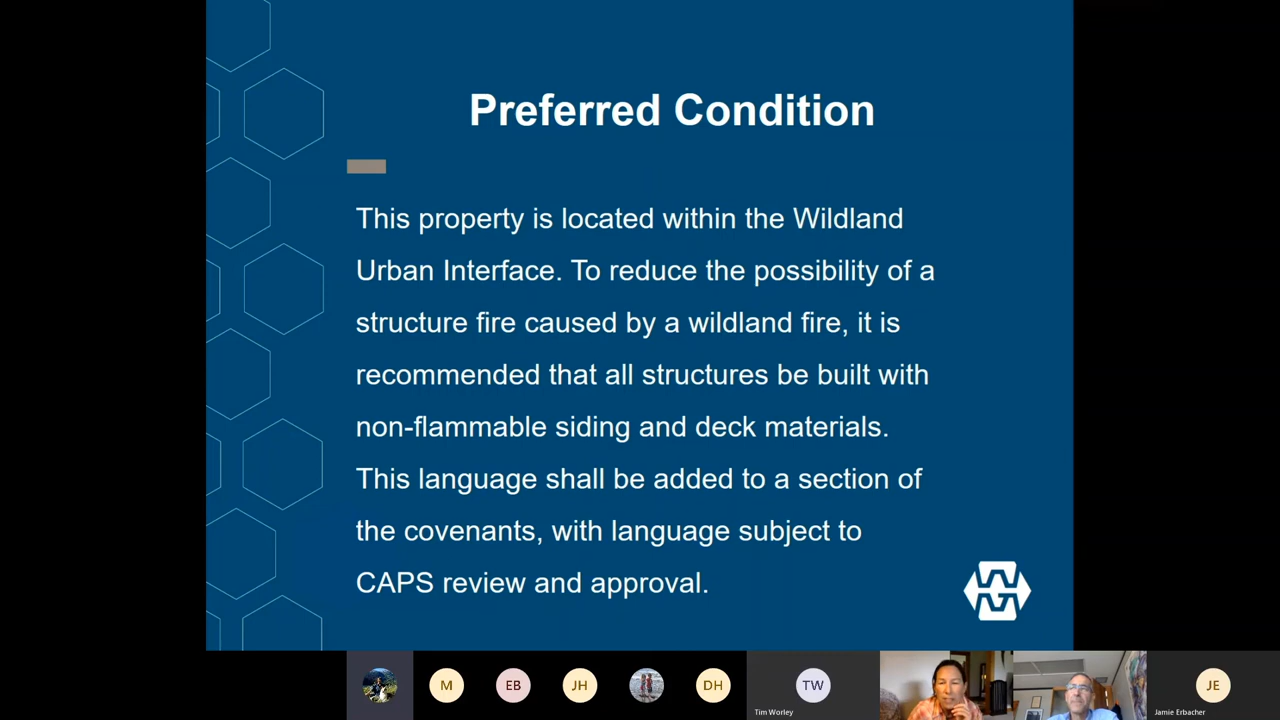 Preferred Condition
This property is located within the Wildland
Urban Interface. To reduce the possibility of a
structure fire caused by a wildland fire, it is
recommended that all structures be built with
non-flammable siding and deck materials.
This language shall be added to a section of
the covenants, with language subject to
CAPS review and approval.
M
EB
JH
DH
TW
JE
Tim Worley
Jamie Erbacher